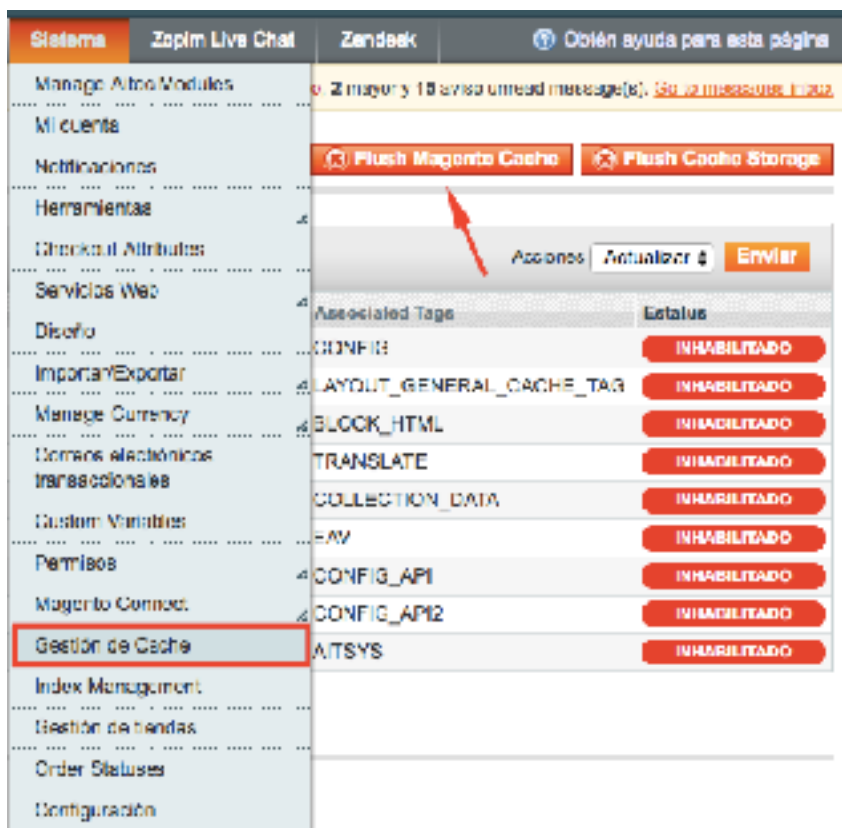 Sistema Zopim Live Chat Zendesk Obtén ayuda para esta página
Manage Aitoc Modules
2 mayor y 15 aviso unread message(s). Go to messages inbox
Mi cuenta
Notificaciones
Flush Magento Cache Flush Cache Storage
Herramientas
Checkout Attributes
Acciones Actualizar Enviar
Servicios Web
Associated Tags Estatus
Diseño
CONFIG INHABILITADO
Importar/Exportar
LAYOUT_GENERAL_CACHE_TAG INHABILITADO
Manage Currency
BLOCK_HTML INHABILITADO
Correos electrónicos
transaccionales
TRANSLATE INHABILITADO
COLLECTION_DATA INHABILITADO
Custom Variables
EAV INHABILITADO
Permisos
CONFIG_API INHABILITADO
Magento Connect
CONFIG_API2 INHABILITADO
Gestión de Cache
AITSYS INHABILITADO
Index Management
Gestión de tiendas
Order Statuses
Configuración